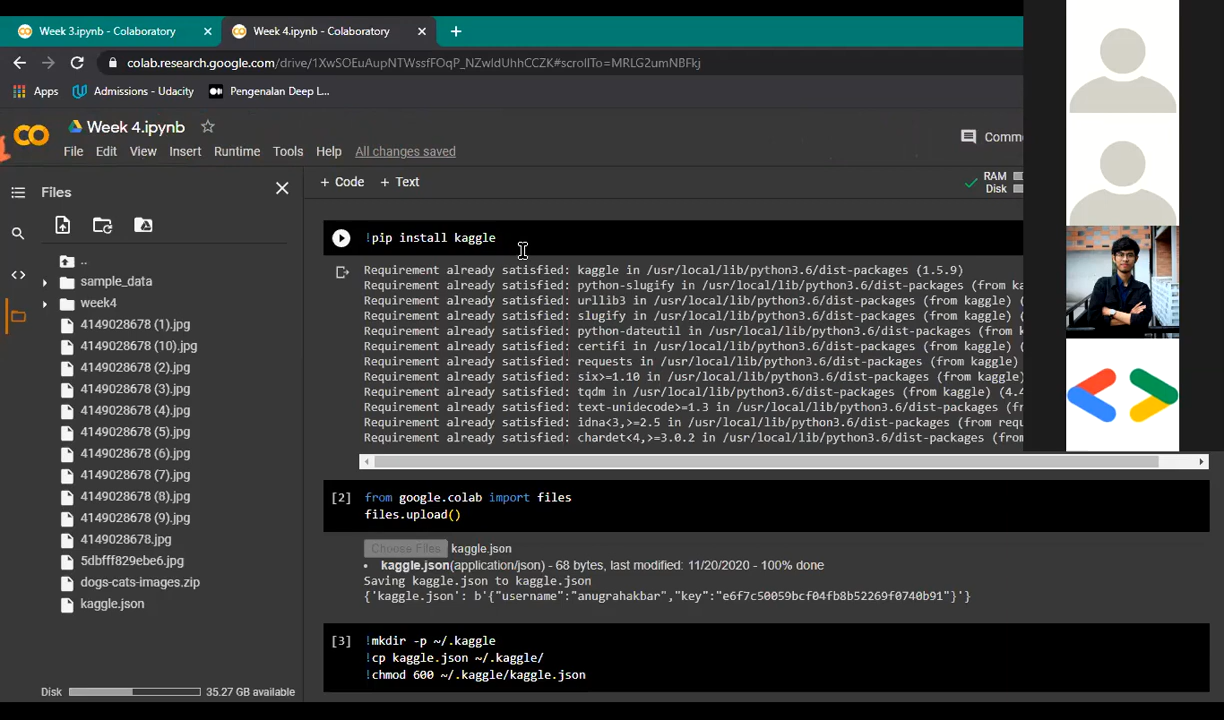 Week 3.ipynb - Colaboratory
Week 4.ipynb - Colaboratory
colab.research.google.com/drive/1XwSOEuAupNTWssfFOqP_NZwIdUhhCCZK#scrollTo=MRLG2umNBFkj
Apps
Admissions - Udacity
Pengenalan Deep L...
Week 4.ipynb
File Edit View Insert Runtime Tools Help All changes saved
Comme
Files
+ Code + Text
RAM
Disk
..
sample_data
week4
4149028678 (1).jpg
4149028678 (10).jpg
4149028678 (2).jpg
4149028678 (3).jpg
4149028678 (4).jpg
4149028678 (5).jpg
4149028678 (6).jpg
4149028678 (7).jpg
4149028678 (8).jpg
4149028678 (9).jpg
4149028678.jpg
5dbfff829ebe6.jpg
dogs-cats-images.zip
kaggle.json
Disk 35.27 GB available
!pip install kaggle
Requirement already satisfied: kaggle in /usr/local/lib/python3.6/dist-packages (1.5.9)
Requirement already satisfied: python-slugify in /usr/local/lib/python3.6/dist-packages (from ka
Requirement already satisfied: urllib3 in /usr/local/lib/python3.6/dist-packages (from kaggle) (
Requirement already satisfied: slugify in /usr/local/lib/python3.6/dist-packages (from kaggle) (
Requirement already satisfied: python-dateutil in /usr/local/lib/python3.6/dist-packages (from k
Requirement already satisfied: certifi in /usr/local/lib/python3.6/dist-packages (from kaggle) (
Requirement already satisfied: requests in /usr/local/lib/python3.6/dist-packages (from kaggle)
Requirement already satisfied: six>=1.10 in /usr/local/lib/python3.6/dist-packages (from kaggle)
Requirement already satisfied: tqdm in /usr/local/lib/python3.6/dist-packages (from kaggle) (4.4
Requirement already satisfied: text-unidecode>=1.3 in /usr/local/lib/python3.6/dist-packages (fr
Requirement already satisfied: idna<3,>=2.5 in /usr/local/lib/python3.6/dist-packages (from requ
Requirement already satisfied: chardet<4,>=3.0.2 in /usr/local/lib/python3.6/dist-packages (from
[2] from google.colab import files
files.upload()
Choose Files kaggle.json
• kaggle.json(application/json) - 68 bytes, last modified: 11/20/2020 - 100% done
Saving kaggle.json to kaggle.json
{'kaggle.json': b'{"username":"anugrahakbar","key":"e6f7c50059bcf04fb8b52269f0740b91"}'}
[3] !mkdir -p ~/.kaggle
!cp kaggle.json ~/.kaggle/
!chmod 600 ~/.kaggle/kaggle.json